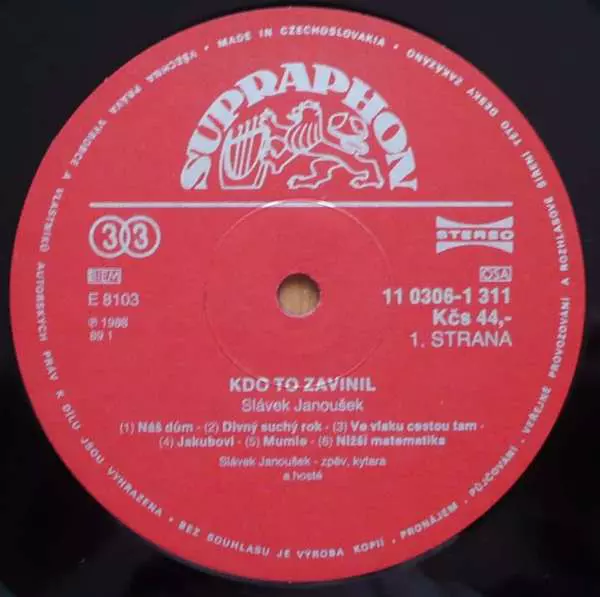 VŠECHNA PRÁVA VÝROBCE A VLASTNÍKŮ AUTORSKÝCH PRÁV K DÍLU JSOU VYHRAZENA • BEZ SOUHLASU JE VÝROBA KOPIÍ • PRONÁJEM • PŮJČOVÁNÍ • VEŘEJNÉ PROVOZOVÁNÍ A ROZHLASOVÉ ŠÍŘENÍ TÉTO DESKY ZAKÁZÁNO • MADE IN CZECHOSLOVAKIA •
SUPRAPHON
33
STEREO
OSA
E 8103
11 0306-1 311
℗ 1988
Kčs 44,-
89 1
1. STRANA
KDO TO ZAVINIL
Slávek Janoušek
(1) Náš dům - (2) Divný suchý rok - (3) Ve vlaku cestou tam -
(4) Jakubovi - (5) Mumie - (6) Nižší matematika
Slávek Janoušek - zpěv, kytara
a hosté